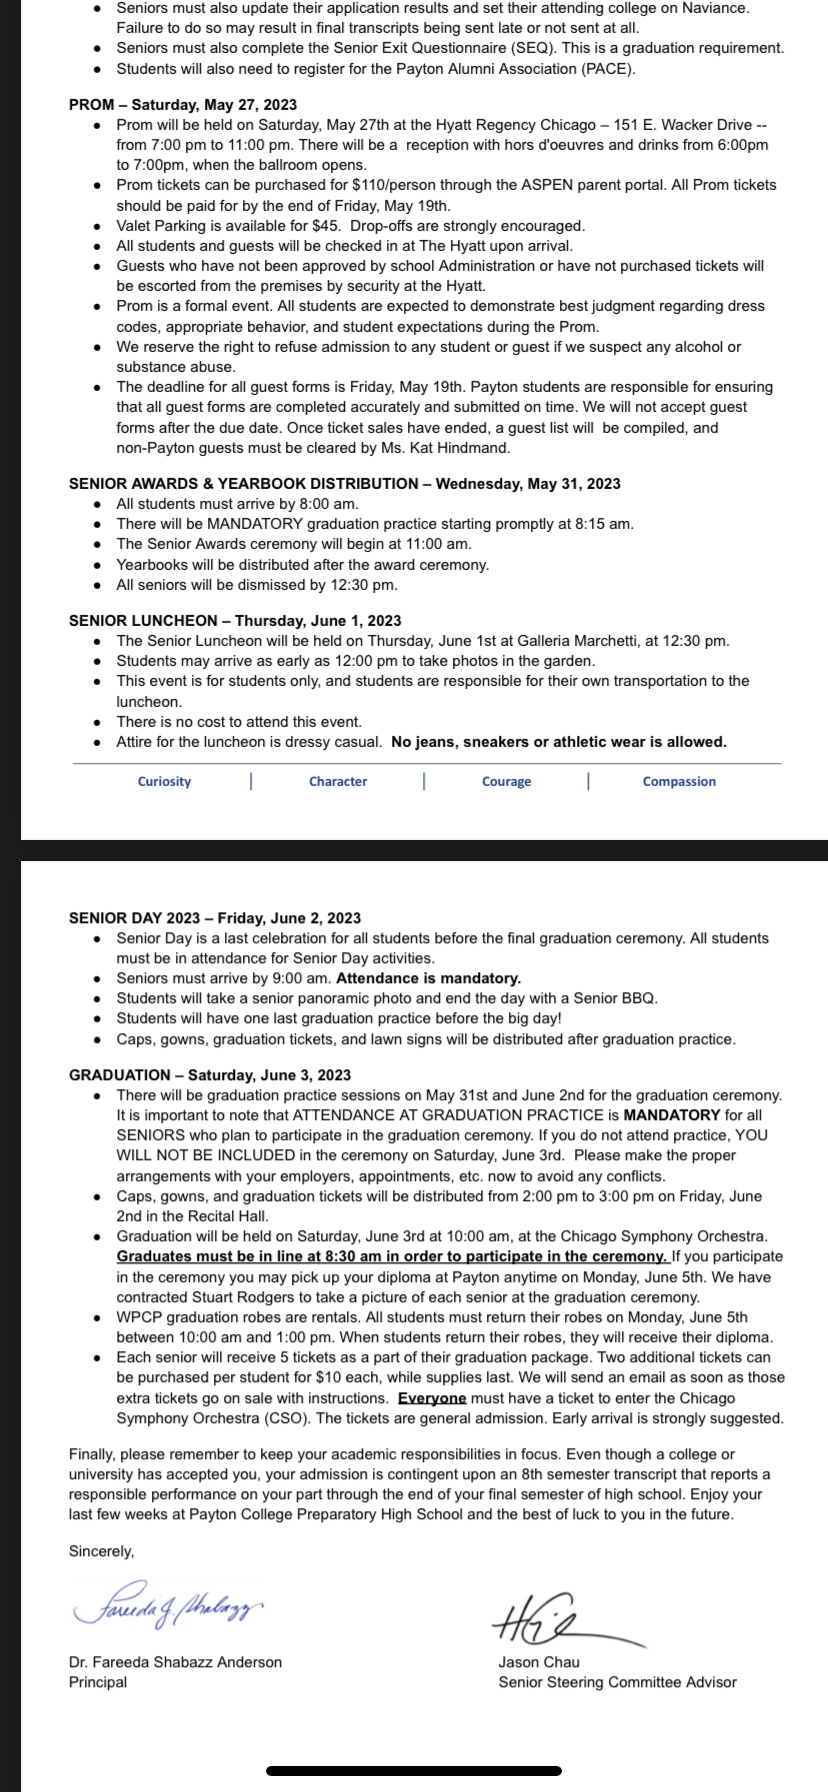 ● Seniors must also update their application results and set their attending college on Naviance.
Failure to do so may result in final transcripts being sent late or not sent at all.
● Seniors must also complete the Senior Exit Questionnaire (SEQ). This is a graduation requirement.
● Students will also need to register for the Payton Alumni Association (PACE).
PROM – Saturday, May 27, 2023
● Prom will be held on Saturday, May 27th at the Hyatt Regency Chicago – 151 E. Wacker Drive --
from 7:00 pm to 11:00 pm. There will be a reception with hors d'oeuvres and drinks from 6:00pm
to 7:00pm, when the ballroom opens.
● Prom tickets can be purchased for $110/person through the ASPEN parent portal. All Prom tickets
should be paid for by the end of Friday, May 19th.
● Valet Parking is available for $45. Drop-offs are strongly encouraged.
● All students and guests will be checked in at The Hyatt upon arrival.
● Guests who have not been approved by school Administration or have not purchased tickets will
be escorted from the premises by security at the Hyatt.
● Prom is a formal event. All students are expected to demonstrate best judgment regarding dress
codes, appropriate behavior, and student expectations during the Prom.
● We reserve the right to refuse admission to any student or guest if we suspect any alcohol or
substance abuse.
● The deadline for all guest forms is Friday, May 19th. Payton students are responsible for ensuring
that all guest forms are completed accurately and submitted on time. We will not accept guest
forms after the due date. Once ticket sales have ended, a guest list will be compiled, and
non-Payton guests must be cleared by Ms. Kat Hindmand.
SENIOR AWARDS & YEARBOOK DISTRIBUTION – Wednesday, May 31, 2023
● All students must arrive by 8:00 am.
● There will be MANDATORY graduation practice starting promptly at 8:15 am.
● The Senior Awards ceremony will begin at 11:00 am.
● Yearbooks will be distributed after the award ceremony.
● All seniors will be dismissed by 12:30 pm.
SENIOR LUNCHEON – Thursday, June 1, 2023
● The Senior Luncheon will be held on Thursday, June 1st at Galleria Marchetti, at 12:30 pm.
● Students may arrive as early as 12:00 pm to take photos in the garden.
● This event is for students only, and students are responsible for their own transportation to the
luncheon.
● There is no cost to attend this event.
● Attire for the luncheon is dressy casual. No jeans, sneakers or athletic wear is allowed.
Curiosity | Character | Courage | Compassion
SENIOR DAY 2023 – Friday, June 2, 2023
● Senior Day is a last celebration for all students before the final graduation ceremony. All students
must be in attendance for Senior Day activities.
● Seniors must arrive by 9:00 am. Attendance is mandatory.
● Students will take a senior panoramic photo and end the day with a Senior BBQ.
● Students will have one last graduation practice before the big day!
● Caps, gowns, graduation tickets, and lawn signs will be distributed after graduation practice.
GRADUATION – Saturday, June 3, 2023
● There will be graduation practice sessions on May 31st and June 2nd for the graduation ceremony.
It is important to note that ATTENDANCE AT GRADUATION PRACTICE is MANDATORY for all
SENIORS who plan to participate in the graduation ceremony. If you do not attend practice, YOU
WILL NOT BE INCLUDED in the ceremony on Saturday, June 3rd. Please make the proper
arrangements with your employers, appointments, etc. now to avoid any conflicts.
● Caps, gowns, and graduation tickets will be distributed from 2:00 pm to 3:00 pm on Friday, June
2nd in the Recital Hall.
● Graduation will be held on Saturday, June 3rd at 10:00 am, at the Chicago Symphony Orchestra.
Graduates must be in line at 8:30 am in order to participate in the ceremony. If you participate
in the ceremony you may pick up your diploma at Payton anytime on Monday, June 5th. We have
contracted Stuart Rodgers to take a picture of each senior at the graduation ceremony.
● WPCP graduation robes are rentals. All students must return their robes on Monday, June 5th
between 10:00 am and 1:00 pm. When students return their robes, they will receive their diploma.
● Each senior will receive 5 tickets as a part of their graduation package. Two additional tickets can
be purchased per student for $10 each, while supplies last. We will send an email as soon as those
extra tickets go on sale with instructions. Everyone must have a ticket to enter the Chicago
Symphony Orchestra (CSO). The tickets are general admission. Early arrival is strongly suggested.
Finally, please remember to keep your academic responsibilities in focus. Even though a college or
university has accepted you, your admission is contingent upon an 8th semester transcript that reports a
responsible performance on your part through the end of your final semester of high school. Enjoy your
last few weeks at Payton College Preparatory High School and the best of luck to you in the future.
Sincerely,
Fareeda J. Shabazz
Dr. Fareeda Shabazz Anderson
Principal
Jason Chau
Senior Steering Committee Advisor